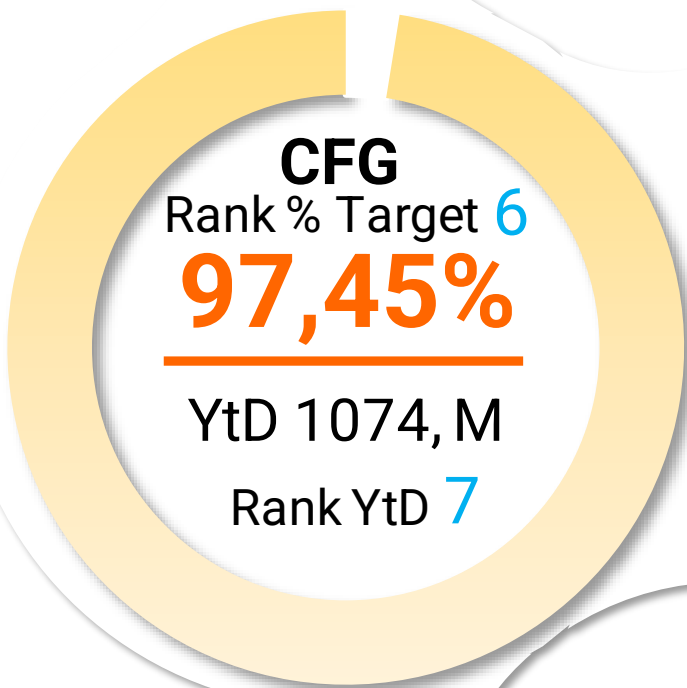 CFG
Rank % Target 6
97,45%
YtD 1074, M
Rank YtD 7